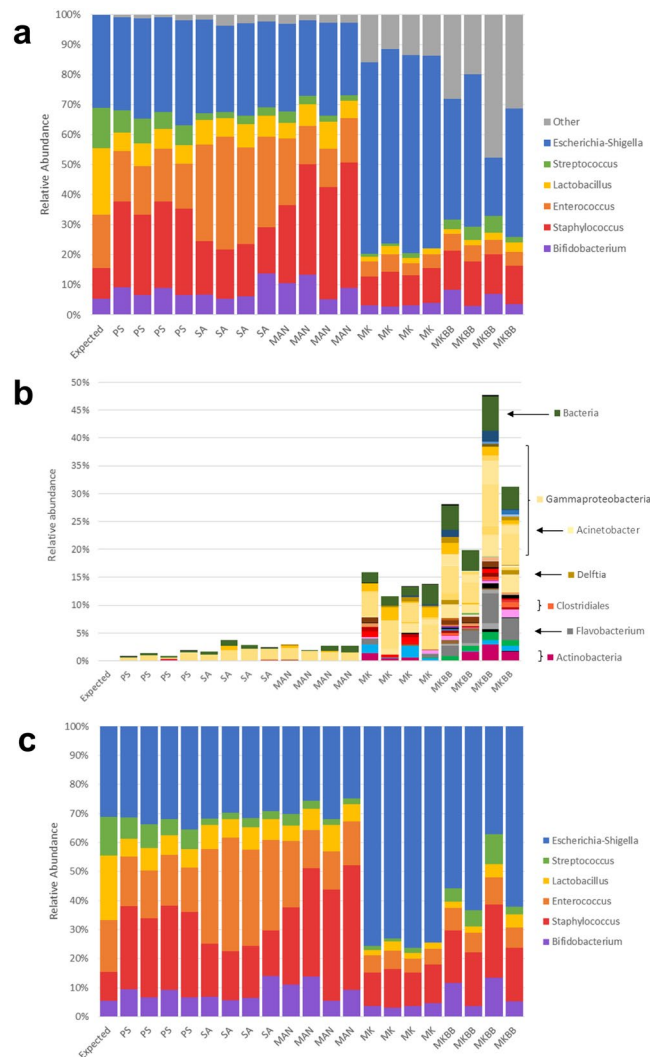 a
100%
90%
80%
70%
60%
50%
40%
30%
20%
10%
0%
Relative Abundance
Other
Escherichia-Shigella
Streptococcus
Lactobacillus
Enterococcus
Staphylococcus
Bifidobacterium
Expected PS PS PS PS SA SA SA SA MAN MAN MAN MAN MK MK MK MK MKBB MKBB MKBB MKBB
b
50%
45%
40%
35%
30%
25%
20%
15%
10%
5%
0%
Relative abundance
Bacteria
Gammaproteobacteria
Acinetobacter
Delftia
Clostridiales
Flavobacterium
Actinobacteria
Expected PS PS PS PS SA SA SA SA MAN MAN MAN MAN MK MK MK MK MKBB MKBB MKBB MKBB
c
100%
90%
80%
70%
60%
50%
40%
30%
20%
10%
0%
Relative Abundance
Escherichia-Shigella
Streptococcus
Lactobacillus
Enterococcus
Staphylococcus
Bifidobacterium
Expected PS PS PS PS SA SA SA SA MAN MAN MAN MAN MK MK MK MK MKBB MKBB MKBB MKBB